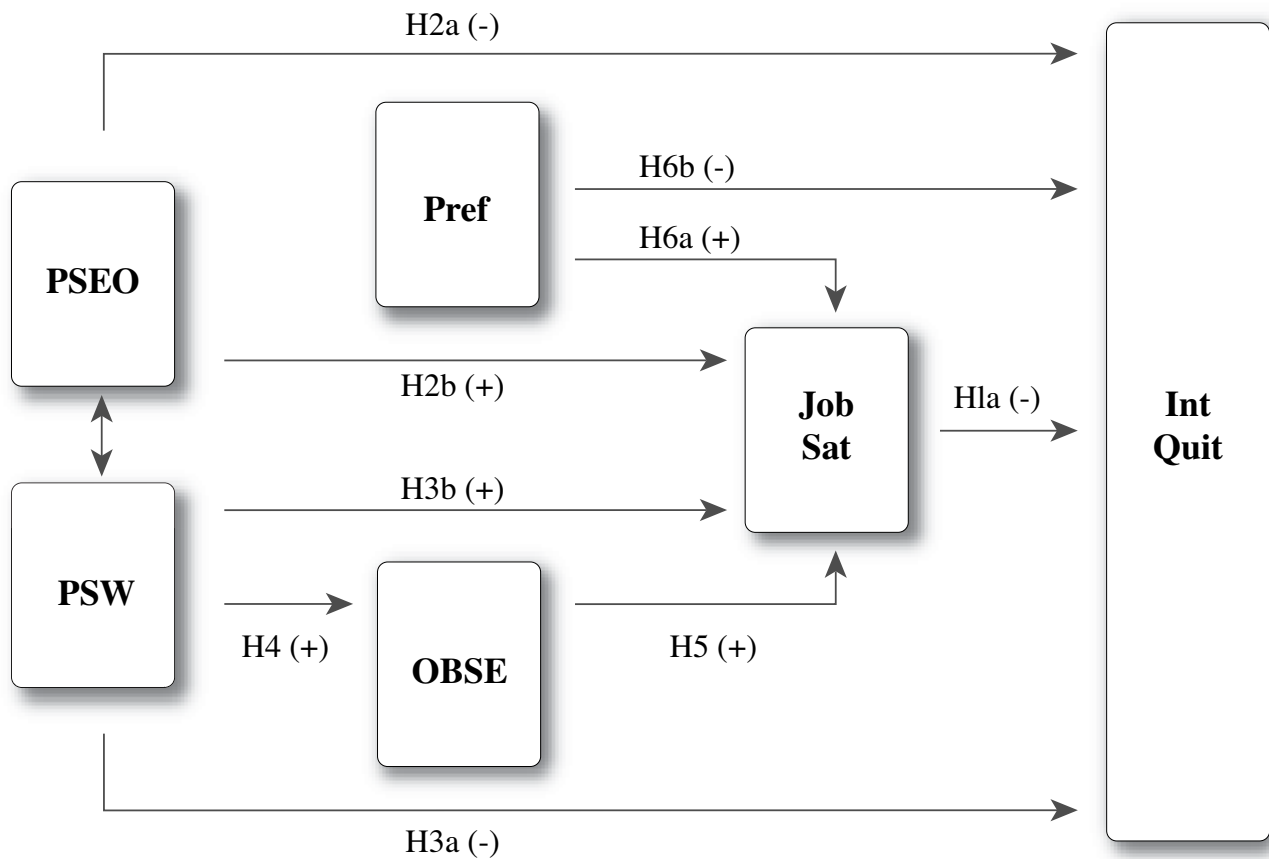 H2a (-)
H6b (-)
Pref
H6a (+)
PSEO
H2b (+)
Job
Sat
Hla (-)
Int
Quit
H3b (+)
PSW
H4 (+)
OBSE
H5 (+)
H3a (-)